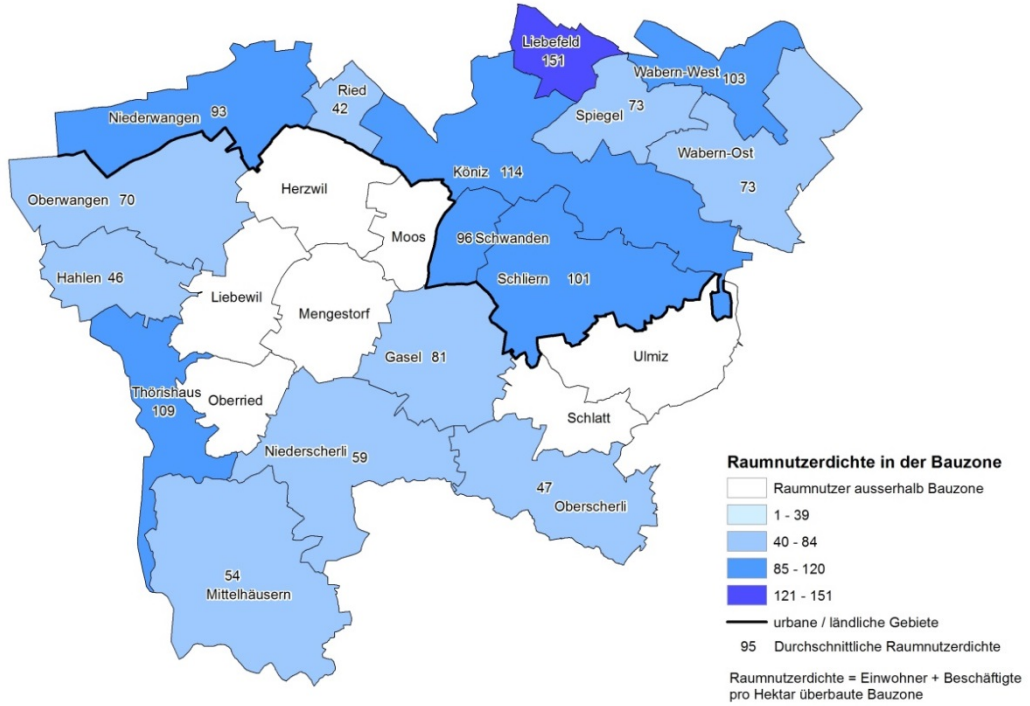 Liebefeld
151
Wabern-West 103
Ried
42
Niederwangen 93
Spiegel 73
Wabern-Ost
73
Köniz 114
Herzwil
Oberwangen 70
Moos
96 Schwanden
Hahlen 46
Schliern 101
Liebewil
Mengestorf
Gasel 81
Ulmiz
Thörishaus
109
Oberried
Schlatt
Niederscherli 59
47
Oberscherli
54
Mittelhäusern
Raumnutzerdichte in der Bauzone
Raumnutzer ausserhalb Bauzone
1 - 39
40 - 84
85 - 120
121 - 151
urbane / ländliche Gebiete
95 Durchschnittliche Raumnutzerdichte
Raumnutzerdichte = Einwohner + Beschäftigte
pro Hektar überbaute Bauzone